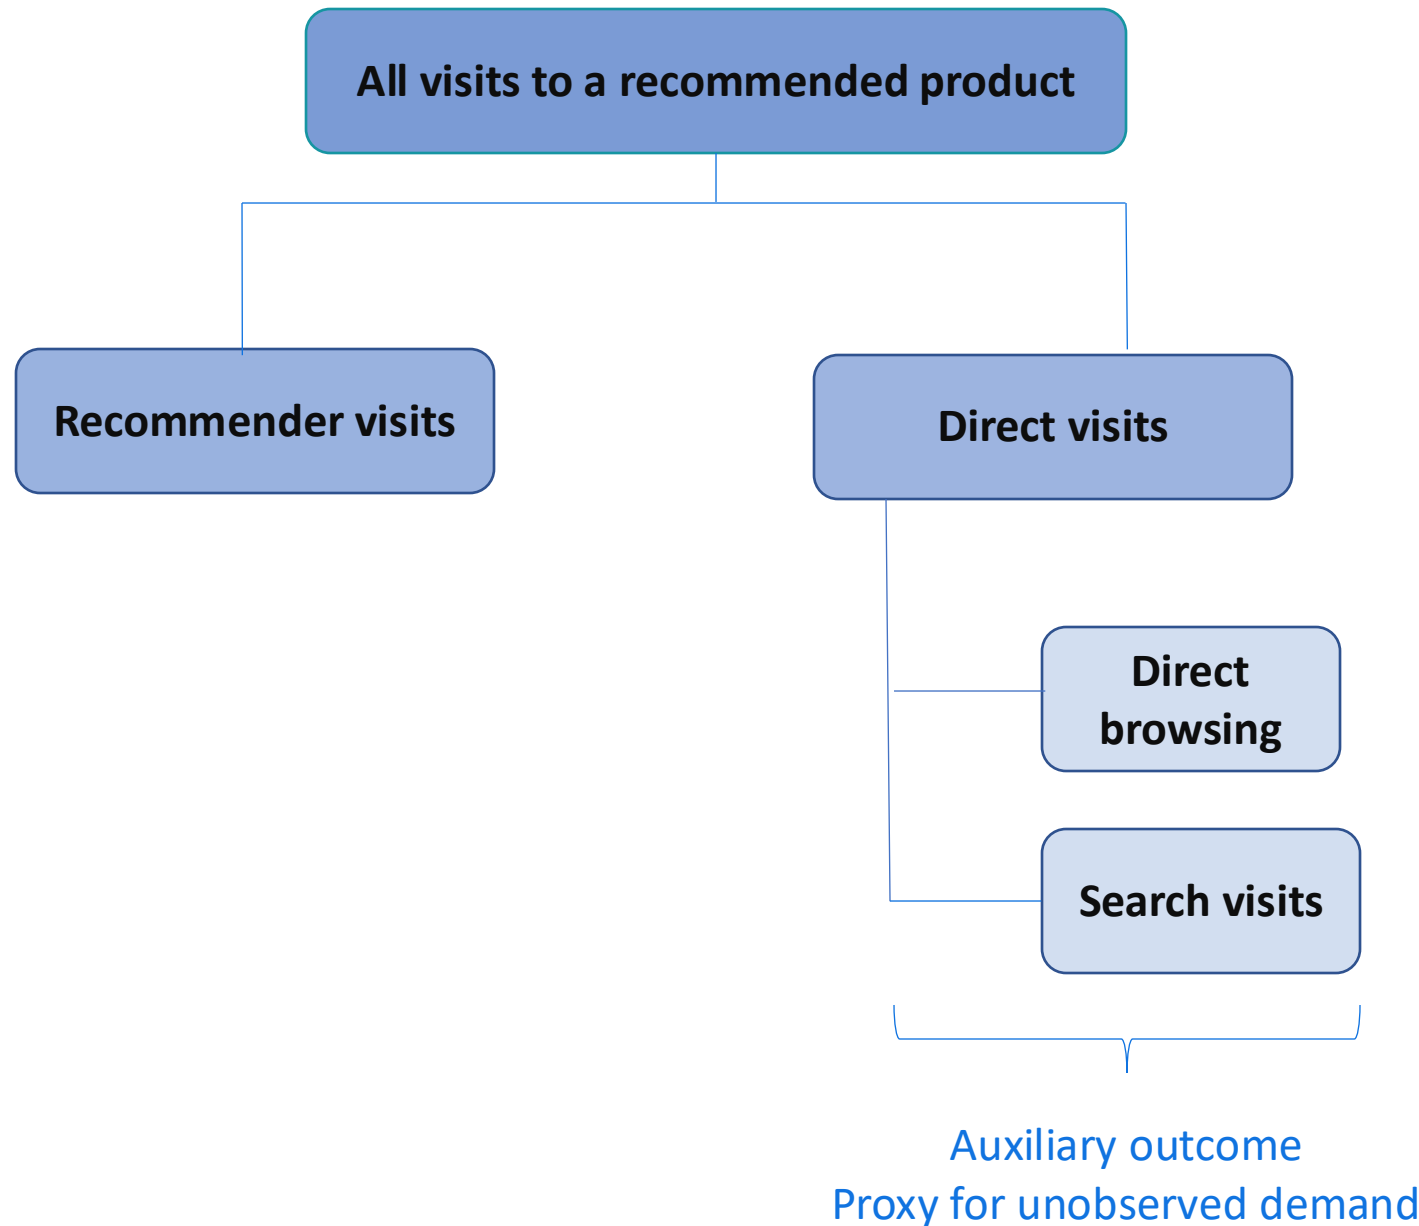 All visits to a recommended product
Recommender visits
Direct visits
Direct
browsing
Search visits
Auxiliary outcome
Proxy for unobserved demand